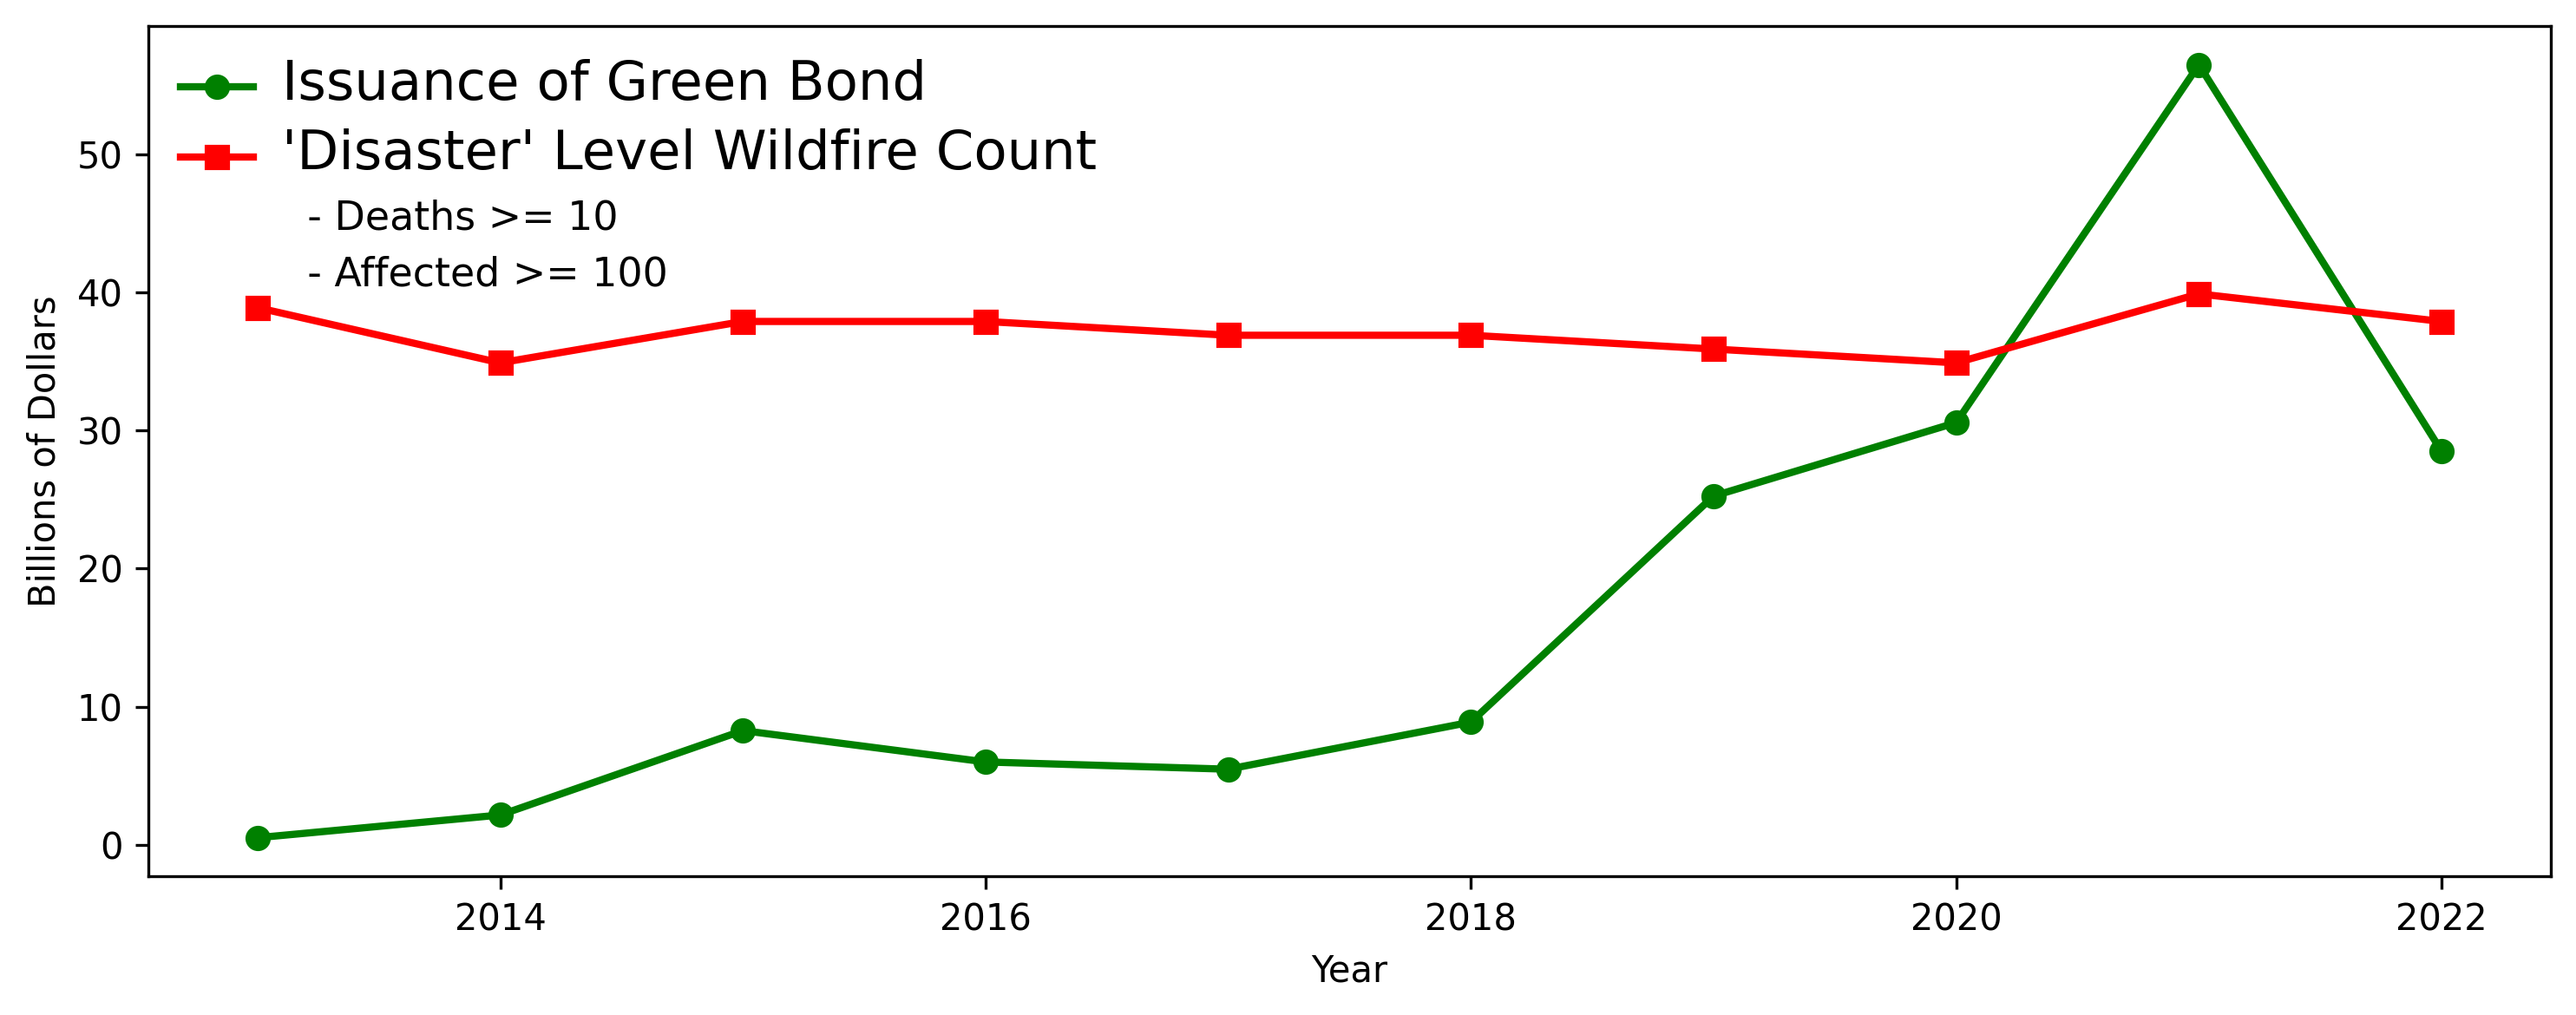 Issuance of Green Bond
'Disaster' Level Wildfire Count
- Deaths >= 10
- Affected >= 100
Billions of Dollars
50
40
30
20
10
0
2014 2016 2018 2020 2022
Year